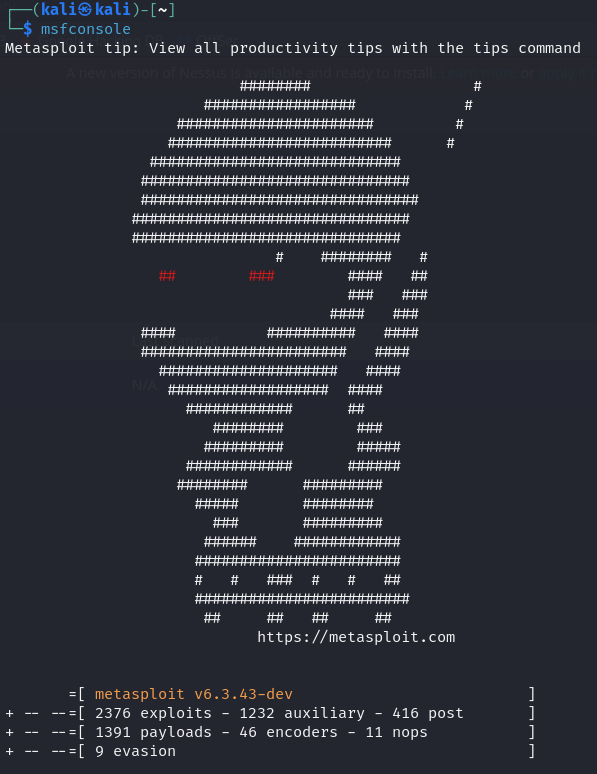 ┌──(kali㉿kali)-[~]
└─$ msfconsole
Metasploit tip: View all productivity tips with the tips command
A new version of Nessus is available and ready to install. or
                          ########                  #
                      #################            #
                   ######################         #
                  #########################      #
                ############################
               ##############################
               ###############################
              ###############################
              ##############################
                              #    ########   #
                 ##        ###        ####   ##
                                      ###   ###
                                    ####   ###
               ####          ##########   ####
               #######################   ####
                 ####################   ####
                  ##################  ####
                    ############      ##
                       ########        ###
                      #########        #####
                    ############      ######
                   ########      #########
                     #####       ########
                       ###       #########
                      ######    ############
                     #######################
                     #   #   ###  #   #   ##
                     ########################
                      ##     ##   ##     ##
                            https://metasploit.com
       =[ metasploit v6.3.43-dev                          ]
+ -- --=[ 2376 exploits - 1232 auxiliary - 416 post       ]
+ -- --=[ 1391 payloads - 46 encoders - 11 nops           ]
+ -- --=[ 9 evasion                                       ]
N/A